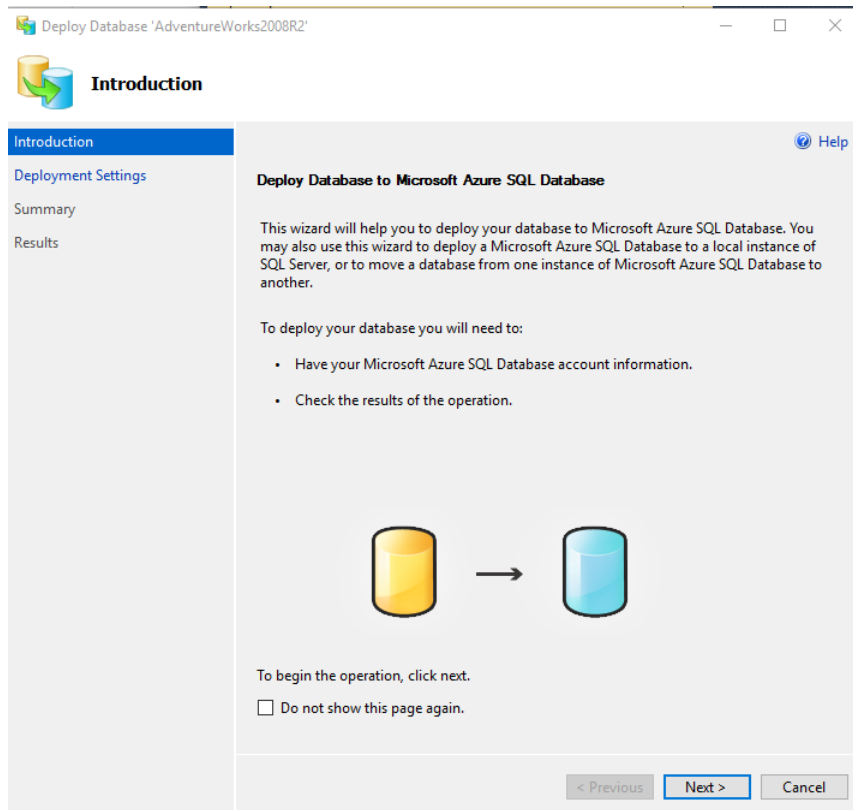 Deploy Database 'AdventureWorks2008R2'
Introduction
Introduction
Deployment Settings
Summary
Results
Help
Deploy Database to Microsoft Azure SQL Database
This wizard will help you to deploy your database to Microsoft Azure SQL Database. You
may also use this wizard to deploy a Microsoft Azure SQL Database to a local instance of
SQL Server, or to move a database from one instance of Microsoft Azure SQL Database to
another.
To deploy your database you will need to:
• Have your Microsoft Azure SQL Database account information.
• Check the results of the operation.
To begin the operation, click next.
Do not show this page again.
< Previous Next > Cancel